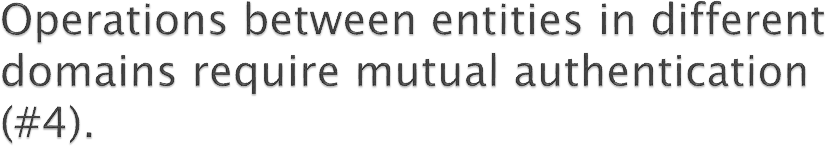 Operations between entities in different
domains require mutual authentication
(#4).